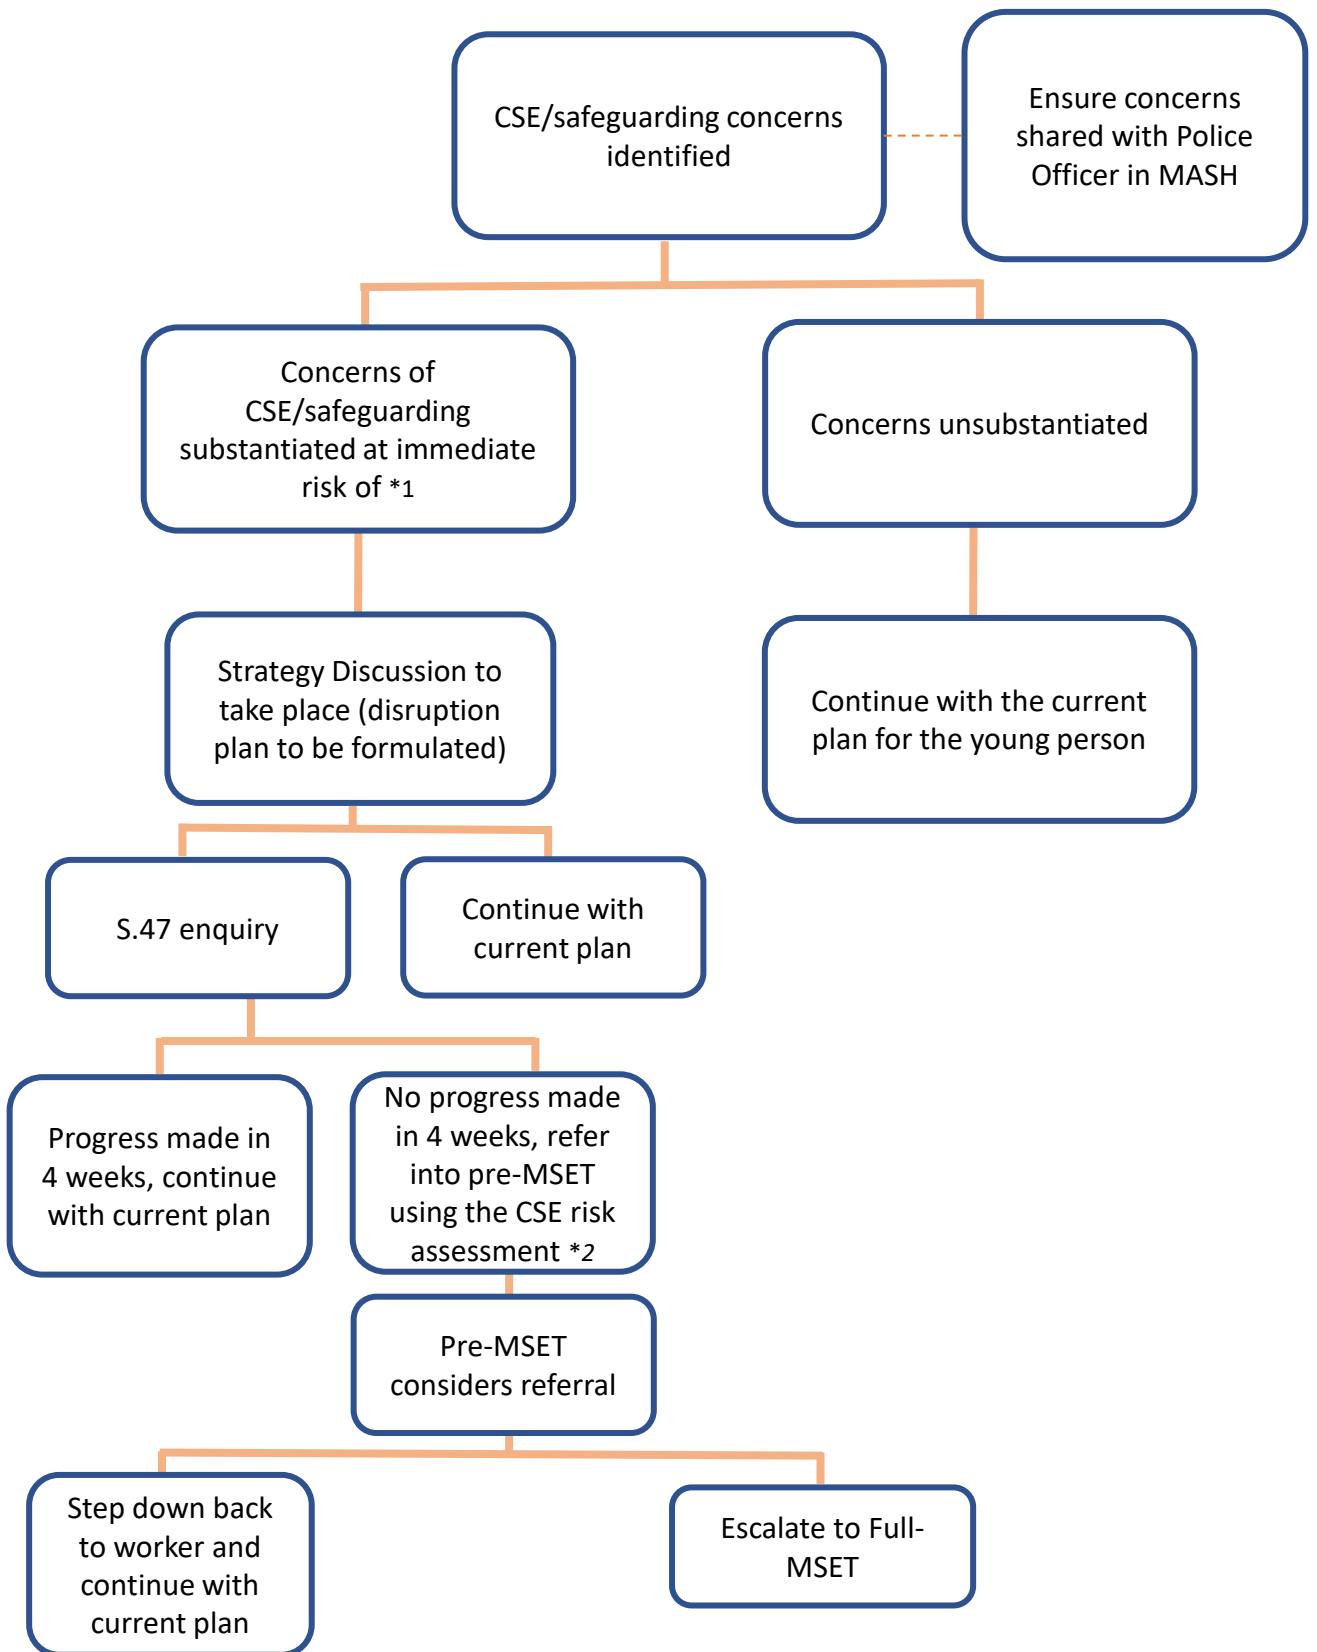 CSE/safeguarding concerns
identified
Ensure concerns
shared with Police
Officer in MASH
Concerns of
CSE/safeguarding
substantiated at immediate
risk of *1
Concerns unsubstantiated
Strategy Discussion to
take place (disruption
plan to be formulated)
Continue with the current
plan for the young person
S.47 enquiry
Continue with
current plan
Progress made in
4 weeks, continue
with current plan
No progress made
in 4 weeks, refer
into pre-MSET
using the CSE risk
assessment *2
Pre-MSET
considers referral
Step down back
to worker and
continue with
current plan
Escalate to Full-
MSET